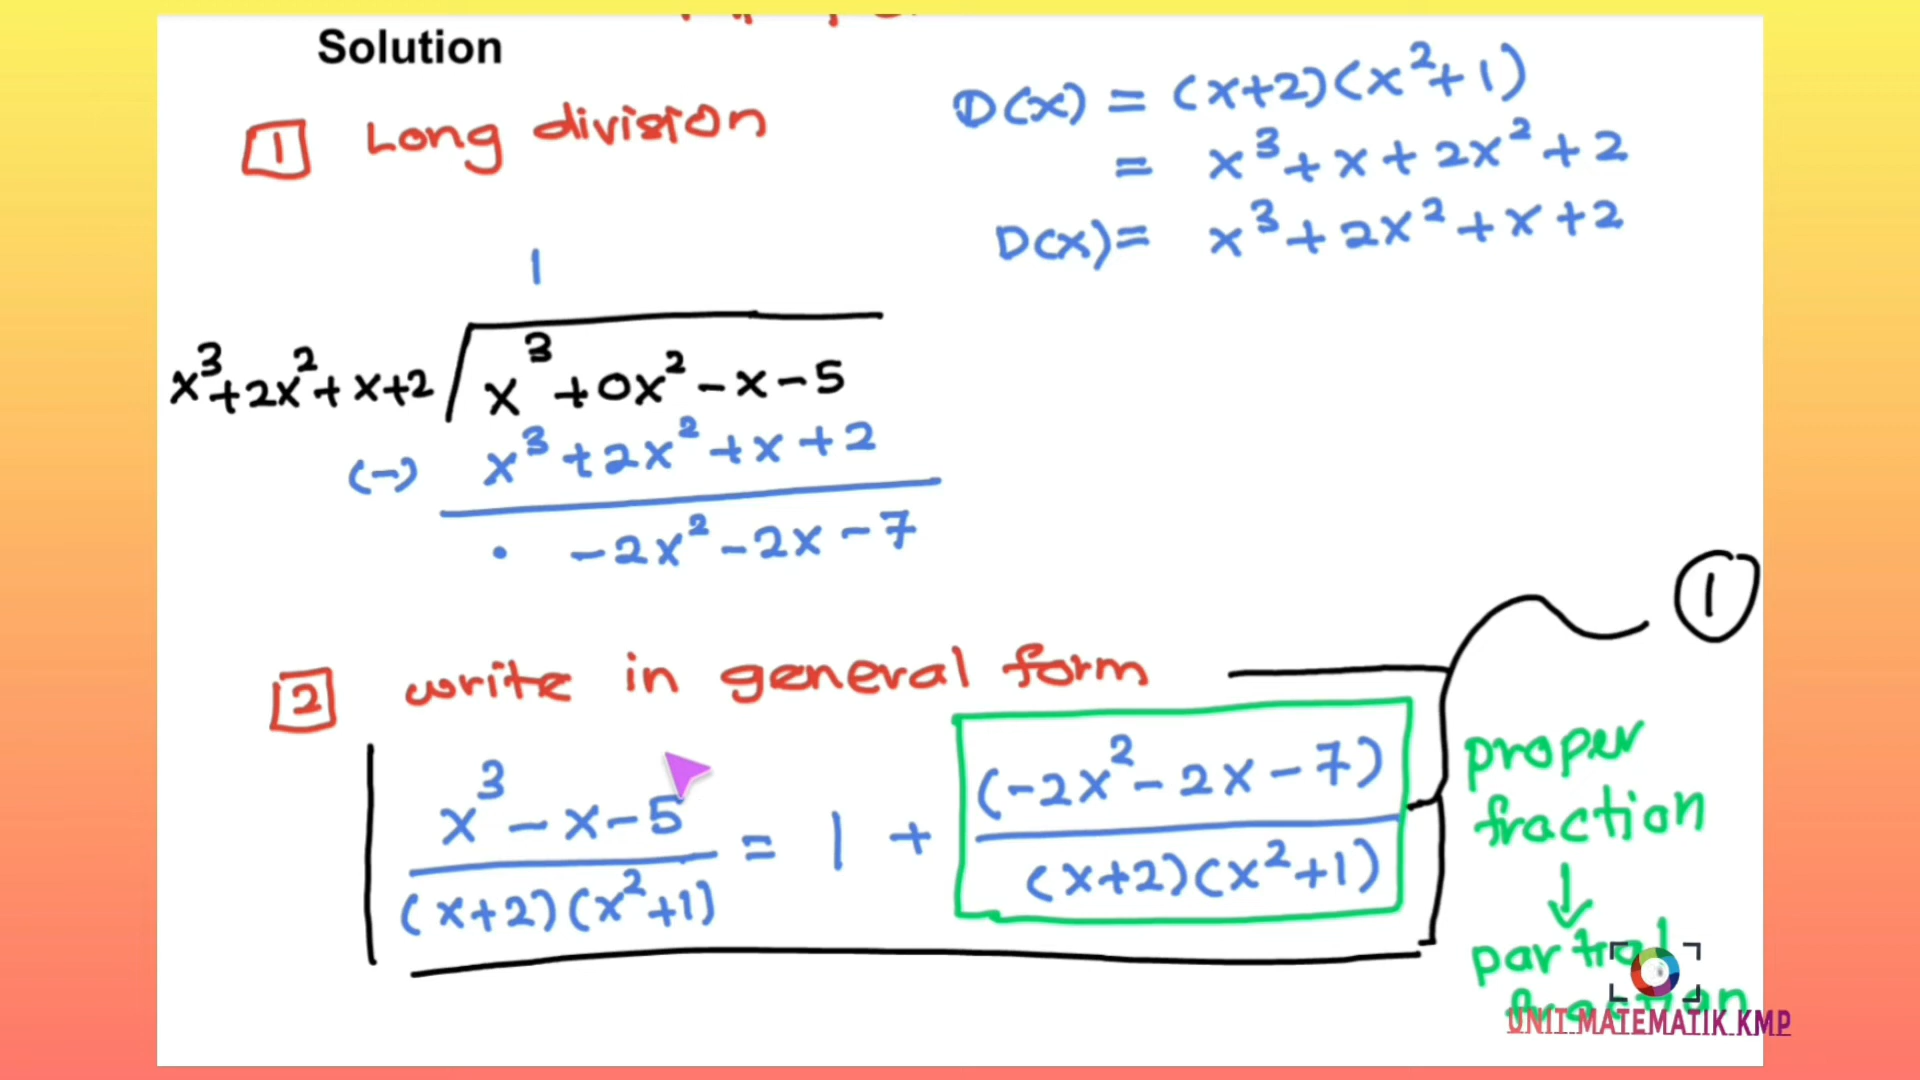 Solution
1 Long division
D(x) = (x+2)(x²+1)
= x³ + x + 2x² + 2
D(x) = x³ + 2x² + x + 2
1
x³+2x²+x+2 x³+0x²-x-5
(-) x³+2x²+x+2
-2x²-2x-7
1
2 write in general form
x³-x-5 / (x+2)(x²+1) = 1 + (-2x²-2x-7) / (x+2)(x²+1)
proper
fraction
↓
partial
fraction
UNIT MATEMATIK KMP